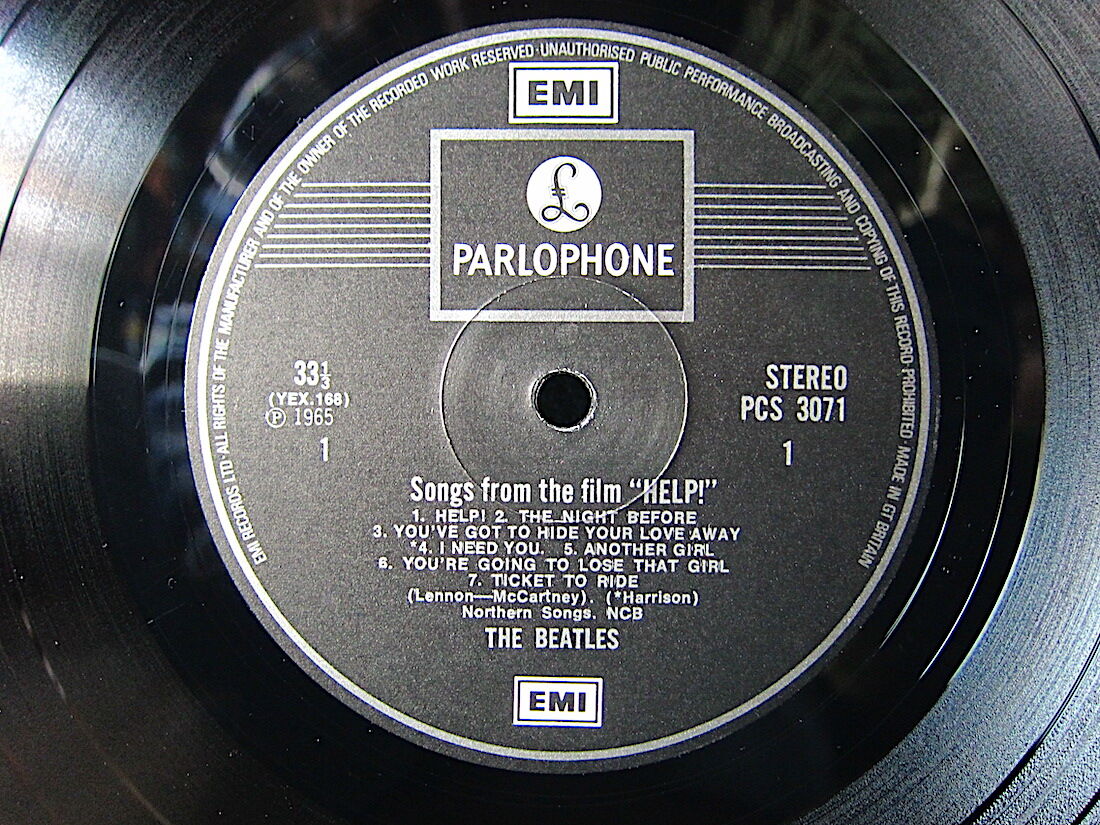 EMI RECORDS LTD·ALL RIGHTS OF THE MANUFACTURER AND OF THE OWNER OF THE RECORDED WORK RESERVED·UNAUTHORISED PUBLIC PERFORMANCE BROADCASTING AND COPYING OF THIS RECORD PROHIBITED·MADE IN GT BRITAIN
EMI
£
PARLOPHONE
33⅓
(YEX.168)
Ⓟ 1965
1
STEREO
PCS 3071
1
Songs from the film “HELP!”
1. HELP! 2. THE NIGHT BEFORE
3. YOU'VE GOT TO HIDE YOUR LOVE AWAY
*4. I NEED YOU. 5. ANOTHER GIRL
6. YOU'RE GOING TO LOSE THAT GIRL
7. TICKET TO RIDE
(Lennon—McCartney). (*Harrison)
Northern Songs. NCB
THE BEATLES
EMI